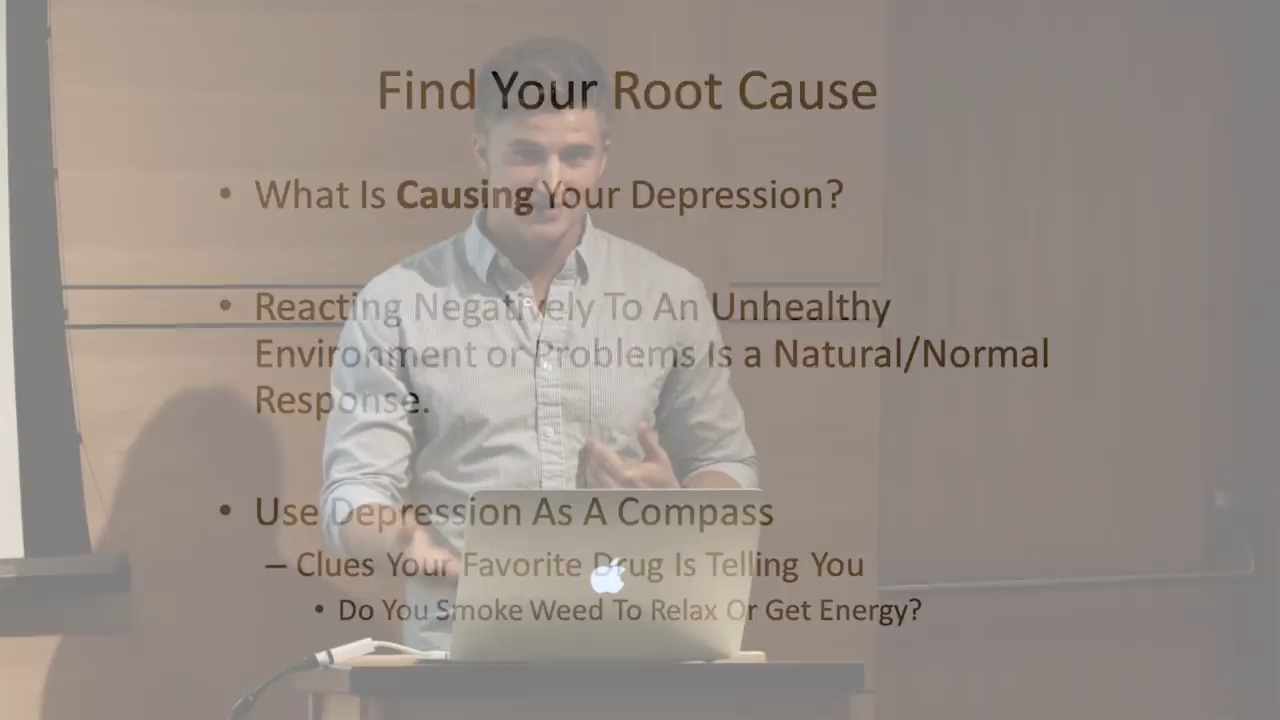 Find Your Root Cause
• What Is Causing Your Depression?
• Reacting Negatively To An Unhealthy
Environment or Problems Is a Natural/Normal
Response.
• Use Depression As A Compass
– Clues Your Favorite Drug Is Telling You
• Do You Smoke Weed To Relax Or Get Energy?